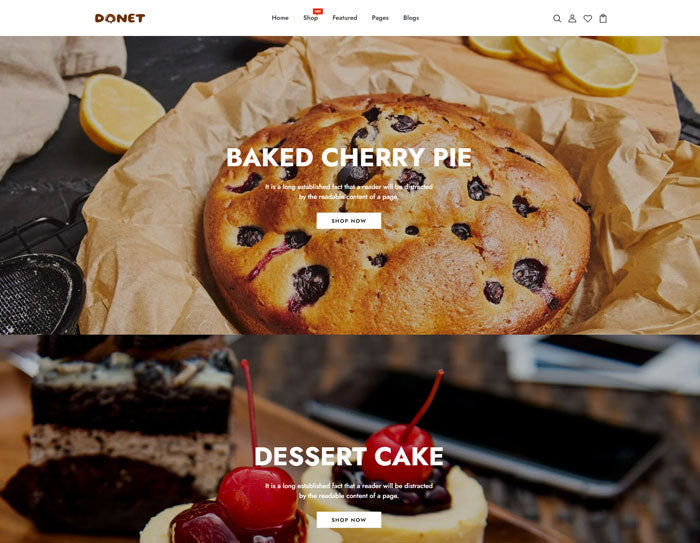 DONET
Home
Shop
HOT
Featured
Pages
Blogs
BAKED CHERRY PIE
It is a long established fact that a reader will be distracted
by the readable content of a page.
SHOP NOW
DESSERT CAKE
It is a long established fact that a reader will be distracted
by the readable content of a page.
SHOP NOW